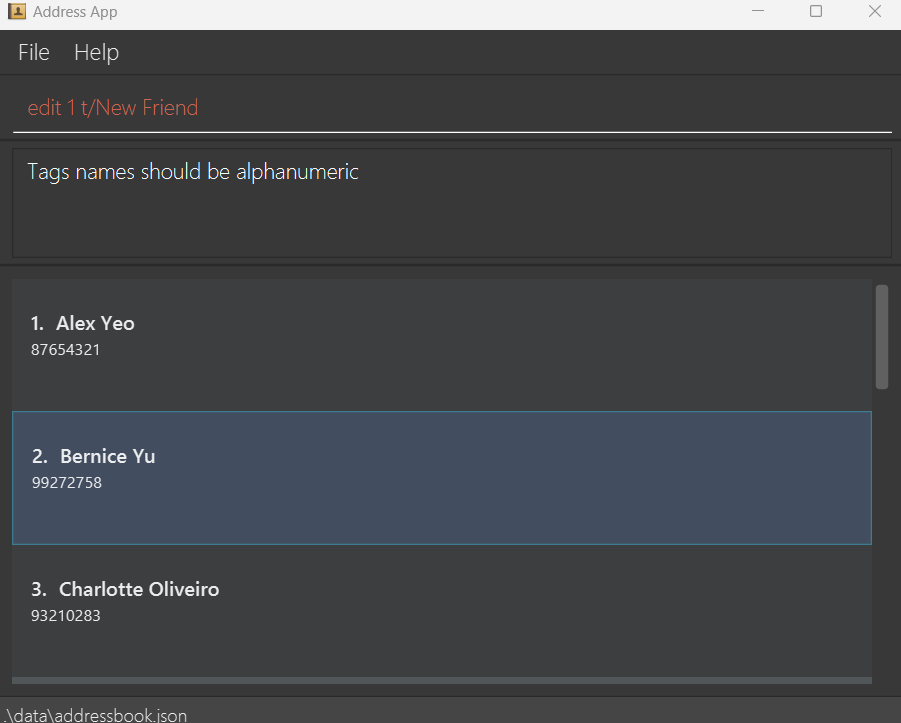 Address App
File Help
edit 1 t/New Friend
Tags names should be alphanumeric
1. Alex Yeo
87654321
2. Bernice Yu
99272758
3. Charlotte Oliveiro
93210283
.\data\addressbook.json